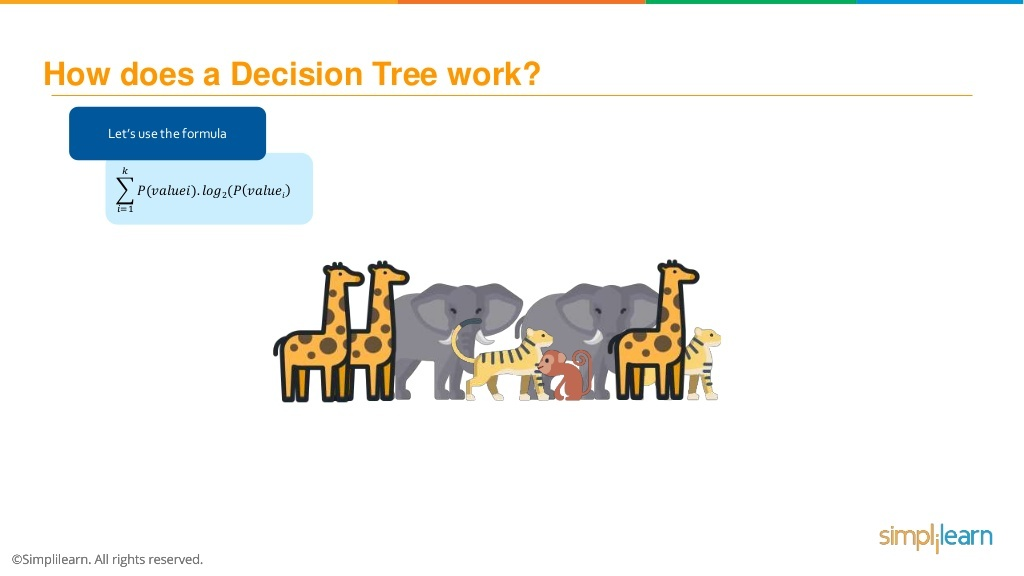 How does a Decision Tree work?
Let's use the formula
k
∑ P(valuei). log₂(P(valueᵢ)
i=1
simplilearn
©Simplilearn. All rights reserved.